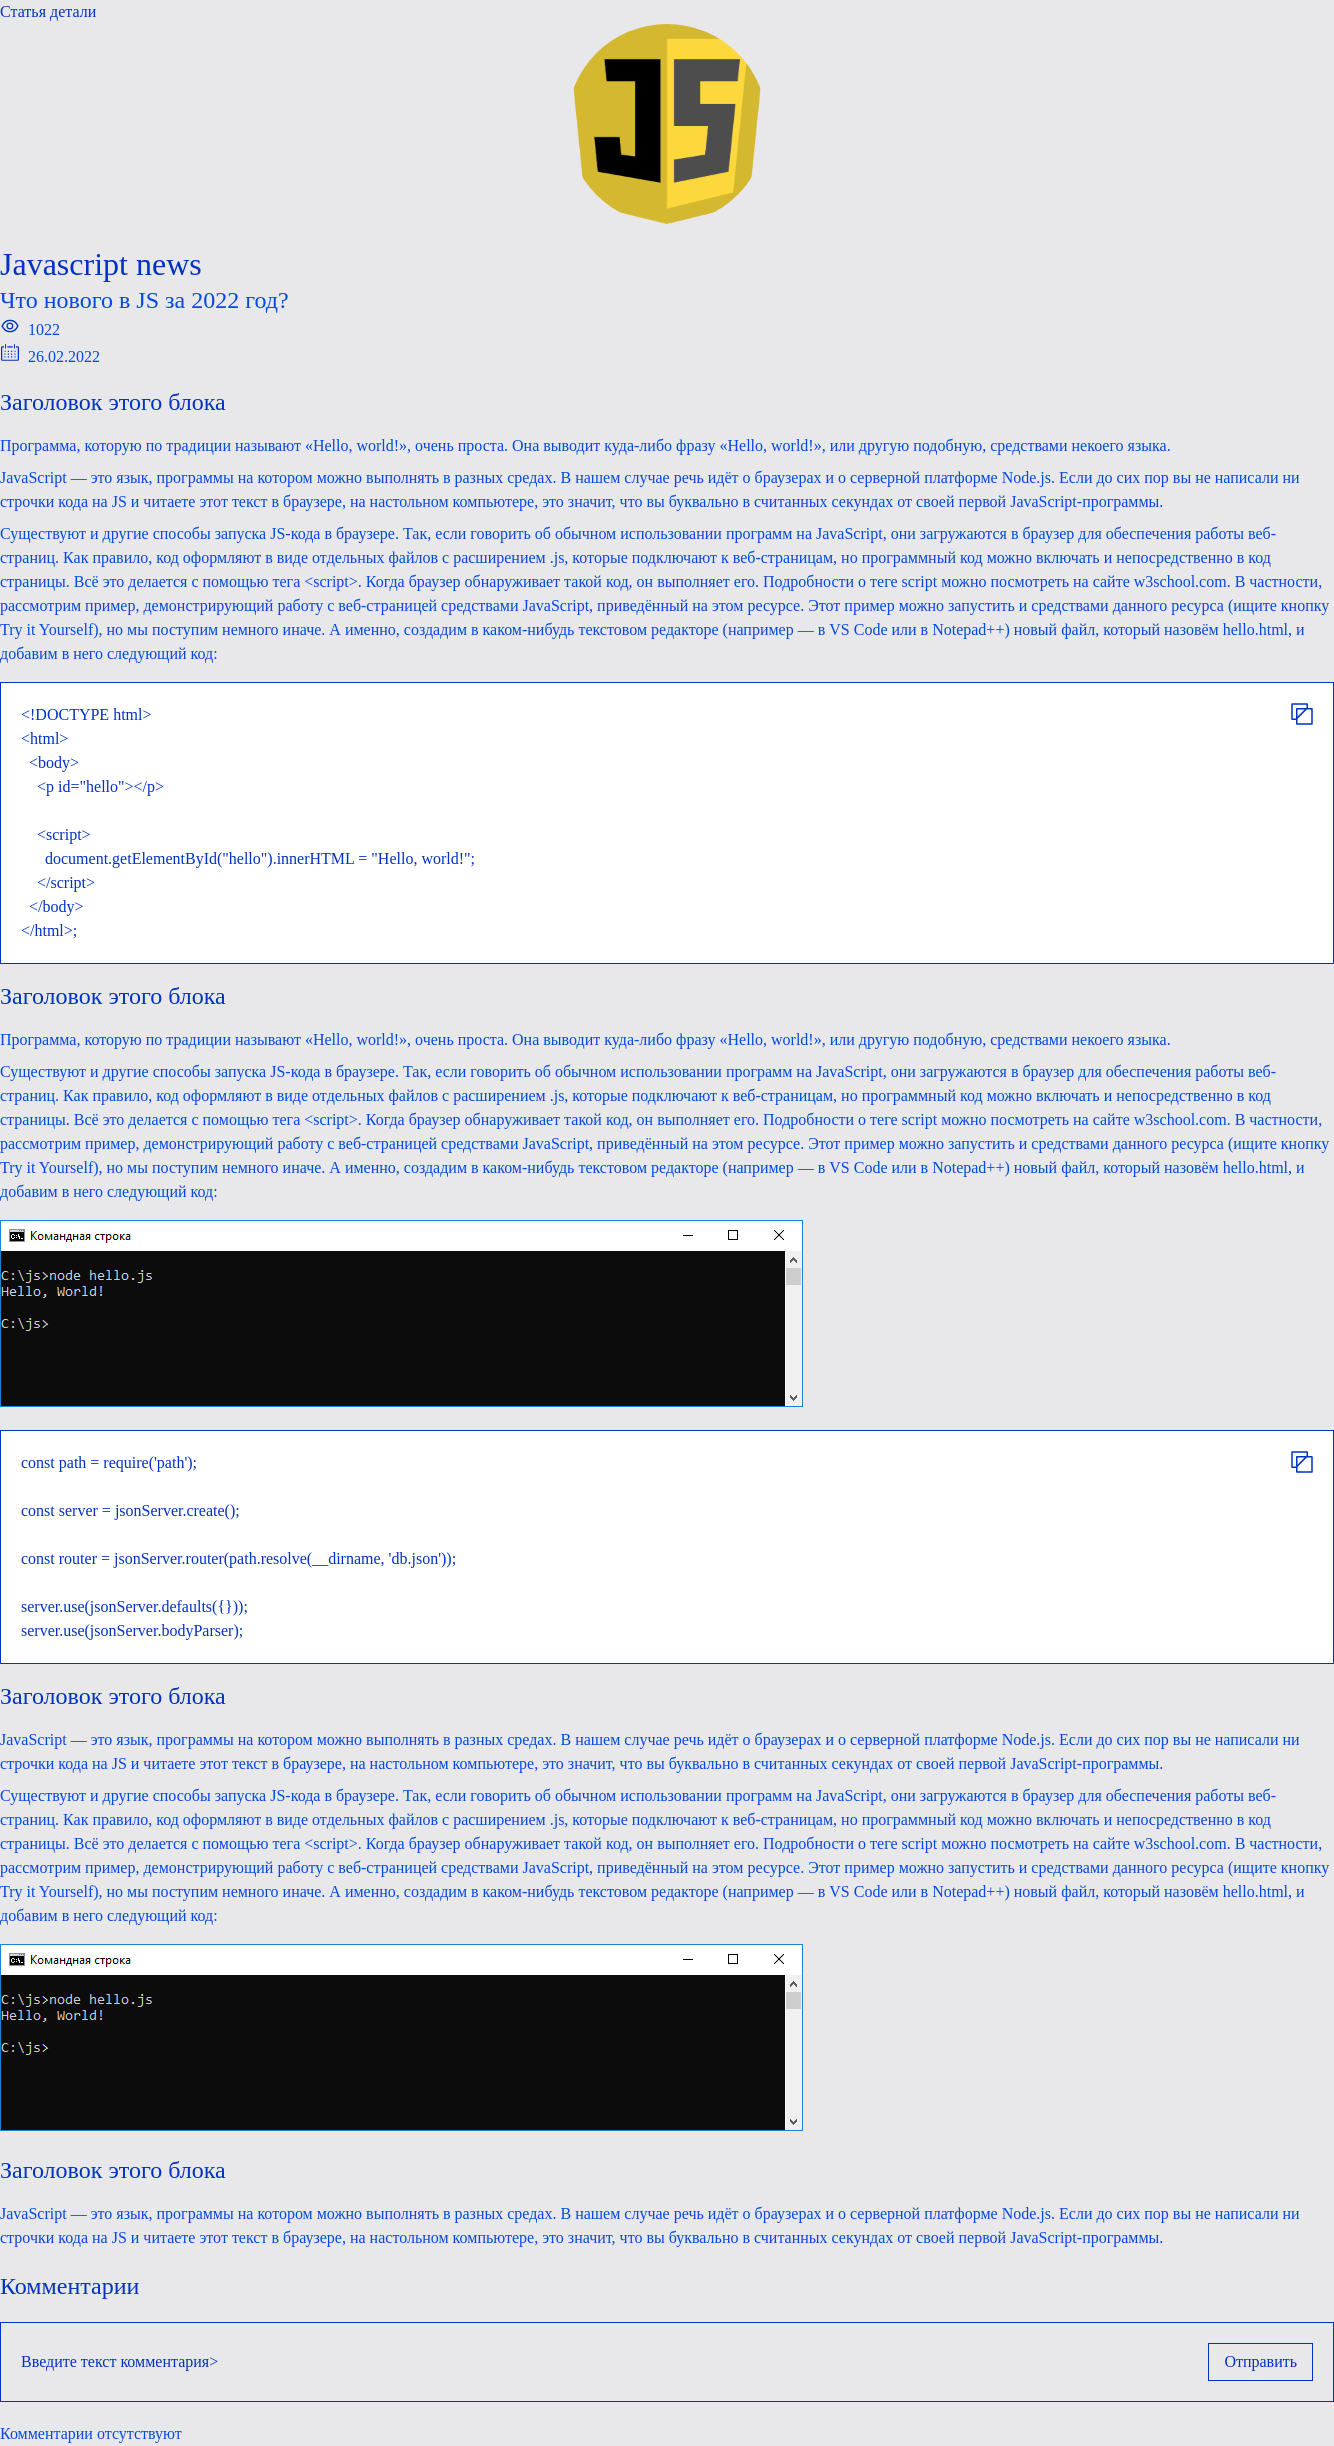 Статья детали
JS
Javascript news
Что нового в JS за 2022 год?
1022
26.02.2022
Заголовок этого блока
Программа, которую по традиции называют «Hello, world!», очень проста. Она выводит куда-либо фразу «Hello, world!», или другую подобную, средствами некоего языка.
JavaScript — это язык, программы на котором можно выполнять в разных средах. В нашем случае речь идёт о браузерах и о серверной платформе Node.js. Если до сих пор вы не написали ни
строчки кода на JS и читаете этот текст в браузере, на настольном компьютере, это значит, что вы буквально в считанных секундах от своей первой JavaScript-программы.
Существуют и другие способы запуска JS-кода в браузере. Так, если говорить об обычном использовании программ на JavaScript, они загружаются в браузер для обеспечения работы веб-
страниц. Как правило, код оформляют в виде отдельных файлов с расширением .js, которые подключают к веб-страницам, но программный код можно включать и непосредственно в код
страницы. Всё это делается с помощью тега <script>. Когда браузер обнаруживает такой код, он выполняет его. Подробности о теге script можно посмотреть на сайте w3school.com. В частности,
рассмотрим пример, демонстрирующий работу с веб-страницей средствами JavaScript, приведённый на этом ресурсе. Этот пример можно запустить и средствами данного ресурса (ищите кнопку
Try it Yourself), но мы поступим немного иначе. А именно, создадим в каком-нибудь текстовом редакторе (например — в VS Code или в Notepad++) новый файл, который назовём hello.html, и
добавим в него следующий код:
<!DOCTYPE html>
<html>
<body>
<p id="hello"></p>
<script>
document.getElementById("hello").innerHTML = "Hello, world!";
</script>
</body>
</html>;
Заголовок этого блока
Программа, которую по традиции называют «Hello, world!», очень проста. Она выводит куда-либо фразу «Hello, world!», или другую подобную, средствами некоего языка.
Существуют и другие способы запуска JS-кода в браузере. Так, если говорить об обычном использовании программ на JavaScript, они загружаются в браузер для обеспечения работы веб-
страниц. Как правило, код оформляют в виде отдельных файлов с расширением .js, которые подключают к веб-страницам, но программный код можно включать и непосредственно в код
страницы. Всё это делается с помощью тега <script>. Когда браузер обнаруживает такой код, он выполняет его. Подробности о теге script можно посмотреть на сайте w3school.com. В частности,
рассмотрим пример, демонстрирующий работу с веб-страницей средствами JavaScript, приведённый на этом ресурсе. Этот пример можно запустить и средствами данного ресурса (ищите кнопку
Try it Yourself), но мы поступим немного иначе. А именно, создадим в каком-нибудь текстовом редакторе (например — в VS Code или в Notepad++) новый файл, который назовём hello.html, и
добавим в него следующий код:
Командная строка
C:\js>node hello.js
Hello, World!
C:\js>
const path = require('path');
const server = jsonServer.create();
const router = jsonServer.router(path.resolve(__dirname, 'db.json'));
server.use(jsonServer.defaults({}));
server.use(jsonServer.bodyParser);
Заголовок этого блока
JavaScript — это язык, программы на котором можно выполнять в разных средах. В нашем случае речь идёт о браузерах и о серверной платформе Node.js. Если до сих пор вы не написали ни
строчки кода на JS и читаете этот текст в браузере, на настольном компьютере, это значит, что вы буквально в считанных секундах от своей первой JavaScript-программы.
Существуют и другие способы запуска JS-кода в браузере. Так, если говорить об обычном использовании программ на JavaScript, они загружаются в браузер для обеспечения работы веб-
страниц. Как правило, код оформляют в виде отдельных файлов с расширением .js, которые подключают к веб-страницам, но программный код можно включать и непосредственно в код
страницы. Всё это делается с помощью тега <script>. Когда браузер обнаруживает такой код, он выполняет его. Подробности о теге script можно посмотреть на сайте w3school.com. В частности,
рассмотрим пример, демонстрирующий работу с веб-страницей средствами JavaScript, приведённый на этом ресурсе. Этот пример можно запустить и средствами данного ресурса (ищите кнопку
Try it Yourself), но мы поступим немного иначе. А именно, создадим в каком-нибудь текстовом редакторе (например — в VS Code или в Notepad++) новый файл, который назовём hello.html, и
добавим в него следующий код:
Командная строка
C:\js>node hello.js
Hello, World!
C:\js>
Заголовок этого блока
JavaScript — это язык, программы на котором можно выполнять в разных средах. В нашем случае речь идёт о браузерах и о серверной платформе Node.js. Если до сих пор вы не написали ни
строчки кода на JS и читаете этот текст в браузере, на настольном компьютере, это значит, что вы буквально в считанных секундах от своей первой JavaScript-программы.
Комментарии
Введите текст комментария>
Отправить
Комментарии отсутствуют